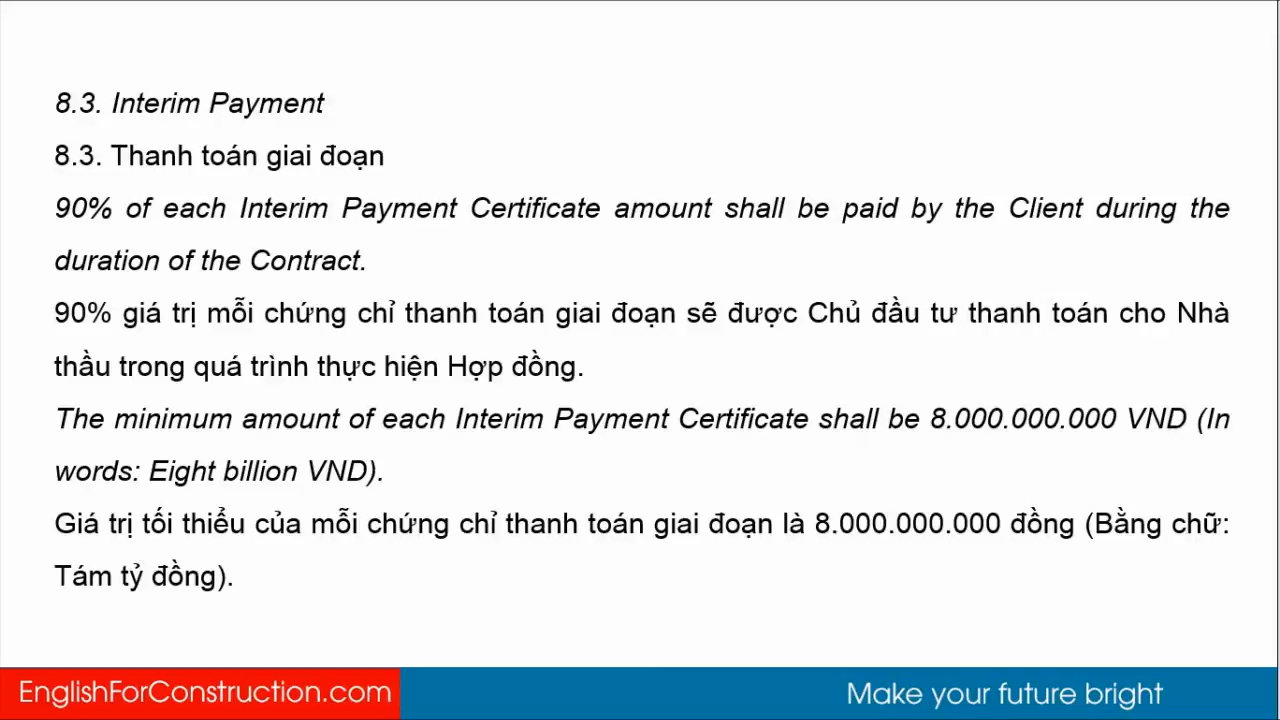 8.3. Interim Payment
8.3. Thanh toán giai đoạn
90% of each Interim Payment Certificate amount shall be paid by the Client during the
duration of the Contract.
90% giá trị mỗi chứng chỉ thanh toán giai đoạn sẽ được Chủ đầu tư thanh toán cho Nhà
thầu trong quá trình thực hiện Hợp đồng.
The minimum amount of each Interim Payment Certificate shall be 8.000.000.000 VND (In
words: Eight billion VND).
Giá trị tối thiểu của mỗi chứng chỉ thanh toán giai đoạn là 8.000.000.000 đồng (Bằng chữ:
Tám tỷ đồng).
EnglishForConstruction.com
Make your future bright